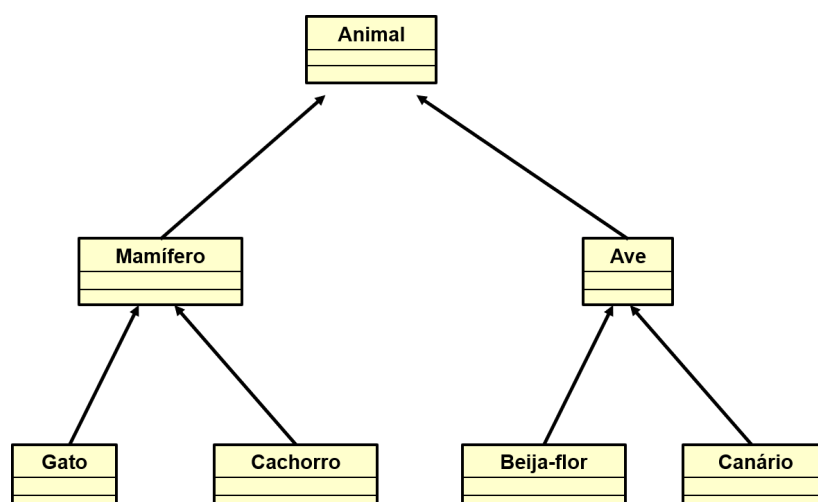 Animal
Mamífero
Ave
Gato
Cachorro
Beija-flor
Canário